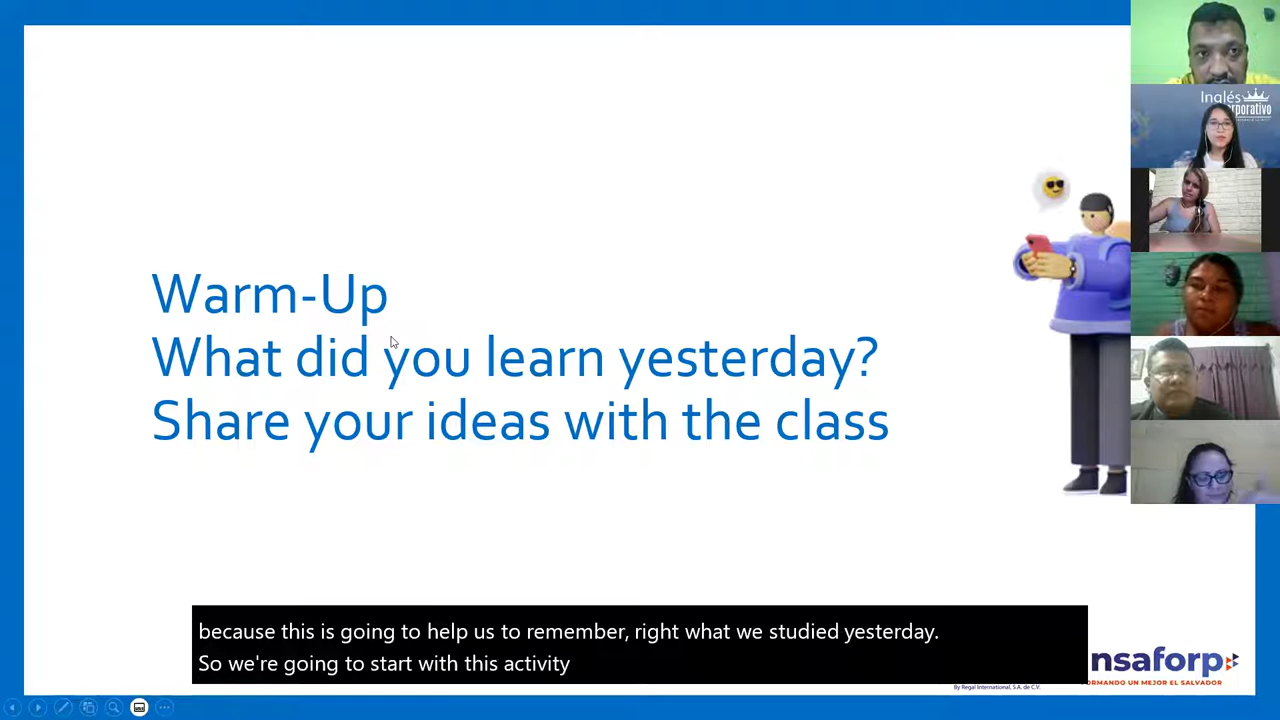 Inglés
Corporativo
Warm-Up
What did you learn yesterday?
Share your ideas with the class
because this is going to help us to remember, right what we studied yesterday.
So we're going to start with this activity
nsaforp
FORMANDO UN MEJOR EL SALVADOR
By Regal International, S.A. de C.V.